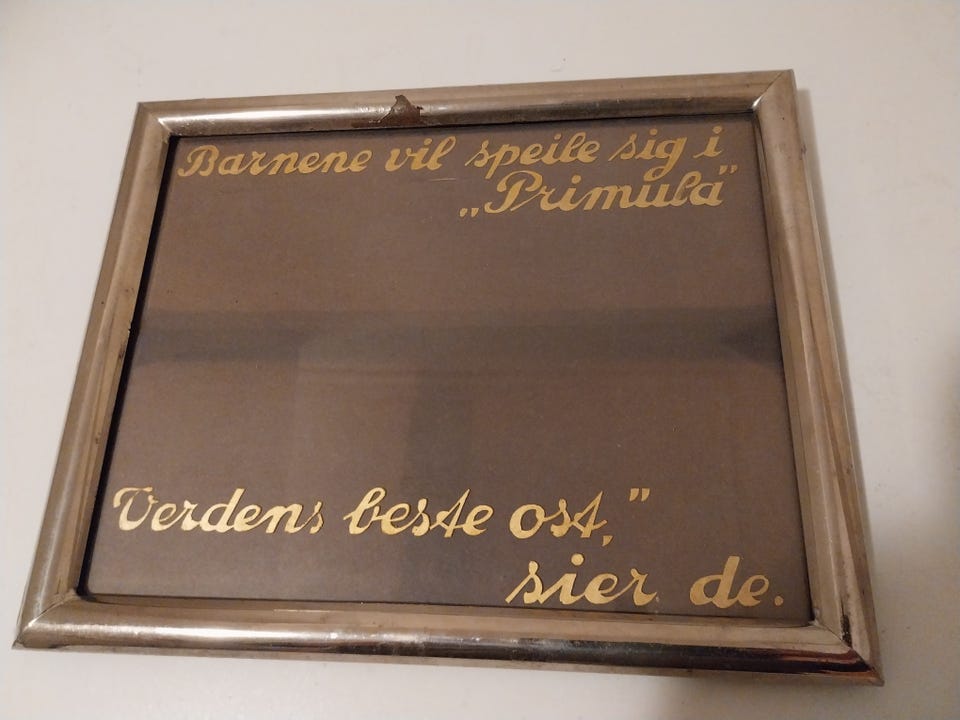 Barnene vil speile sig i
„Primula"
Verdens beste ost,"
sier de.